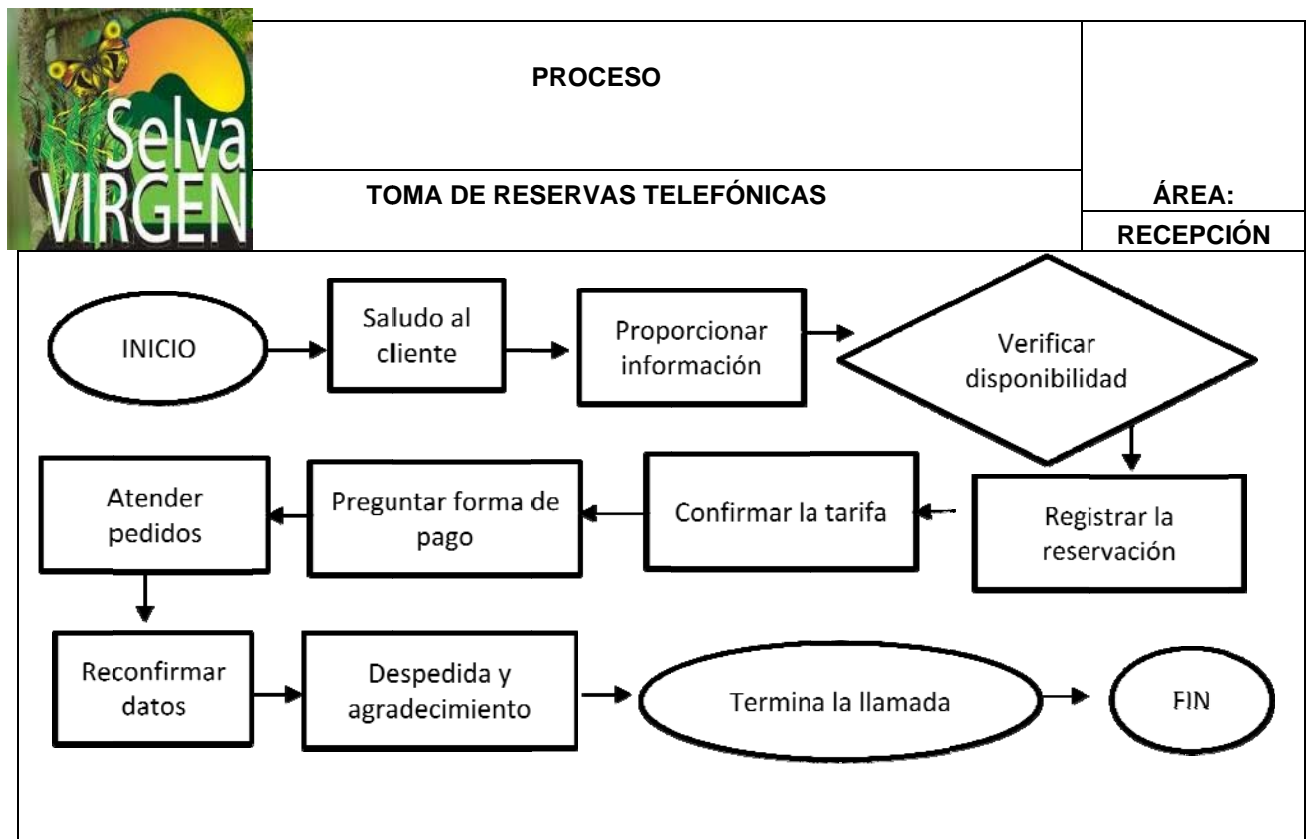 Selva
VIRGEN
PROCESO
TOMA DE RESERVAS TELEFÓNICAS
ÁREA:
RECEPCIÓN
INICIO
Saludo al
cliente
Proporcionar
información
Verificar
disponibilidad
Registrar la
reservación
Confirmar la tarifa
Preguntar forma de
pago
Atender
pedidos
Reconfirmar
datos
Despedida y
agradecimiento
Termina la llamada
FIN